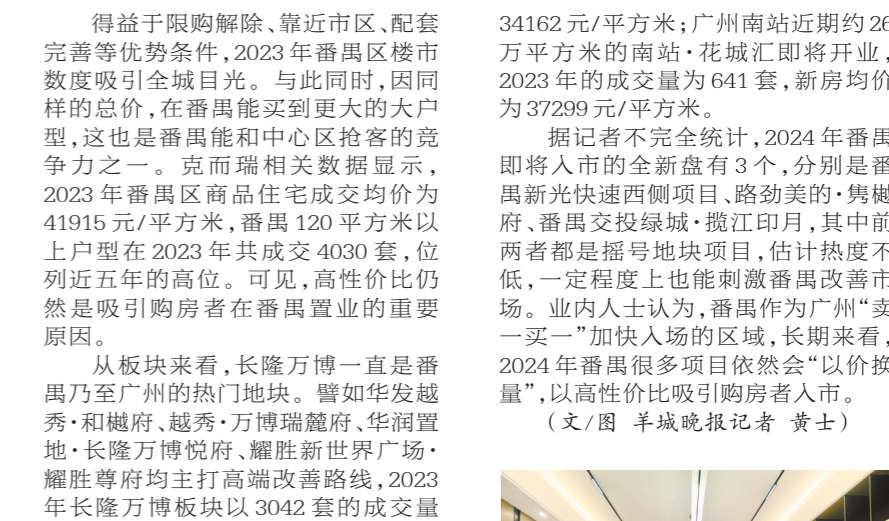 得益于限购解除、靠近市区、配套
完善等优势条件,2023年番禺区楼市
数度吸引全城目光。与此同时,因同
样的总价,在番禺能买到更大的大户
型,这也是番禺能和中心区抢客的竞
争力之一。克而瑞相关数据显示,
2023年番禺区商品住宅成交均价为
41915元/平方米,番禺120平方米以
上户型在2023年共成交4030套,位
列近五年的高位。可见,高性价比仍
然是吸引购房者在番禺置业的重要
原因。
从板块来看,长隆万博一直是番
禺乃至广州的热门地块。譬如华发越
秀·和樾府、越秀·万博瑞麓府、华润置
地·长隆万博悦府、耀胜新世界广场·
耀胜尊府均主打高端改善路线,2023
年长隆万博板块以3042套的成交量
34162元/平方米;广州南站近期约26
万平方米的南站·花城汇即将开业,
2023年的成交量为641套,新房均价
为37299元/平方米。
据记者不完全统计,2024年番禺
即将入市的全新盘有3个,分别是番
禺新光快速西侧项目、路劲美的·隽樾
府、番禺交投绿城·揽江印月,其中前
两者都是摇号地块项目,估计热度不
低,一定程度上也能刺激番禺改善市
场。业内人士认为,番禺作为广州“卖
一买一”加快入场的区域,长期来看,
2024年番禺很多项目依然会“以价换
量”,以高性价比吸引购房者入市。
(文/图 羊城晚报记者 黄士)